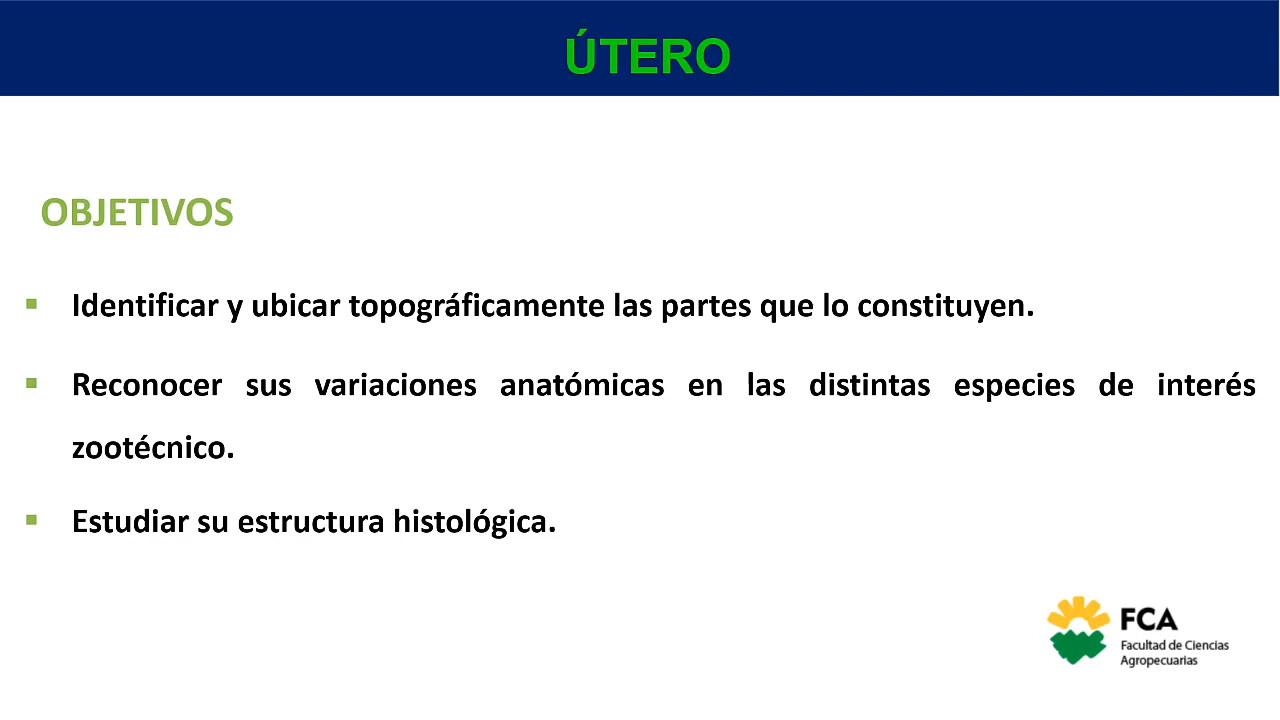 ÚTERO
OBJETIVOS
▪ Identificar y ubicar topográficamente las partes que lo constituyen.
▪ Reconocer sus variaciones anatómicas en las distintas especies de interés
zootécnico.
▪ Estudiar su estructura histológica.
FCA
Facultad de Ciencias
Agropecuarias